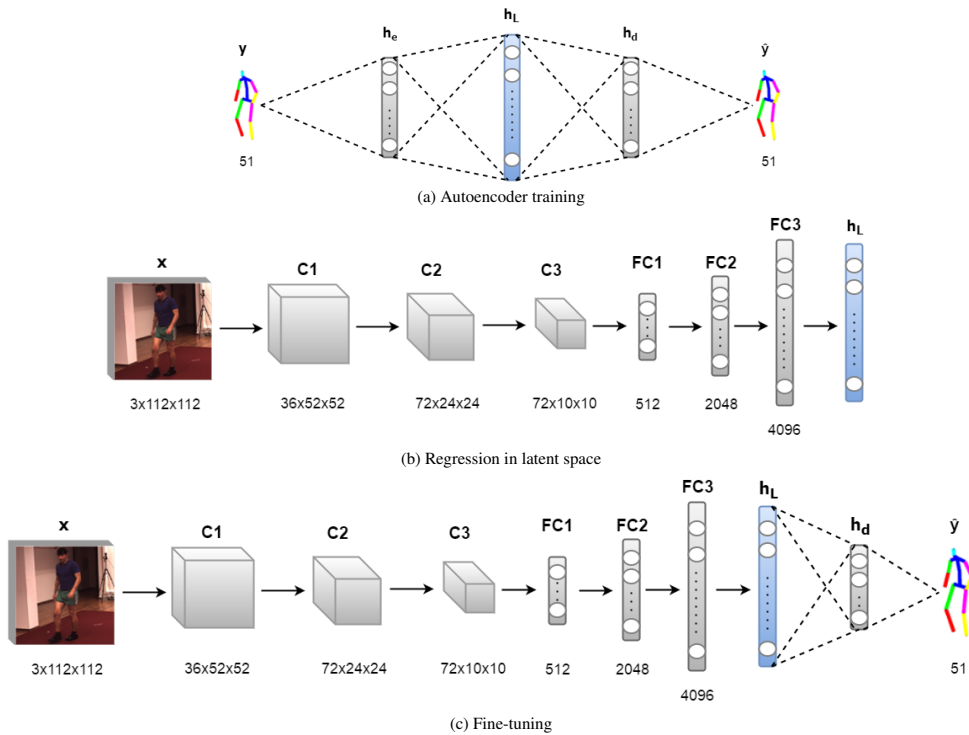 h_L
h_e h_d
y ŷ
51 51
(a) Autoencoder training
x C1 C2 C3 FC1 FC2 FC3 h_L
3x112x112 36x52x52 72x24x24 72x10x10 512 2048
4096
(b) Regression in latent space
x C1 C2 C3 FC1 FC2 FC3 h_L h_d ŷ
3x112x112 36x52x52 72x24x24 72x10x10 512 2048 51
4096
(c) Fine-tuning